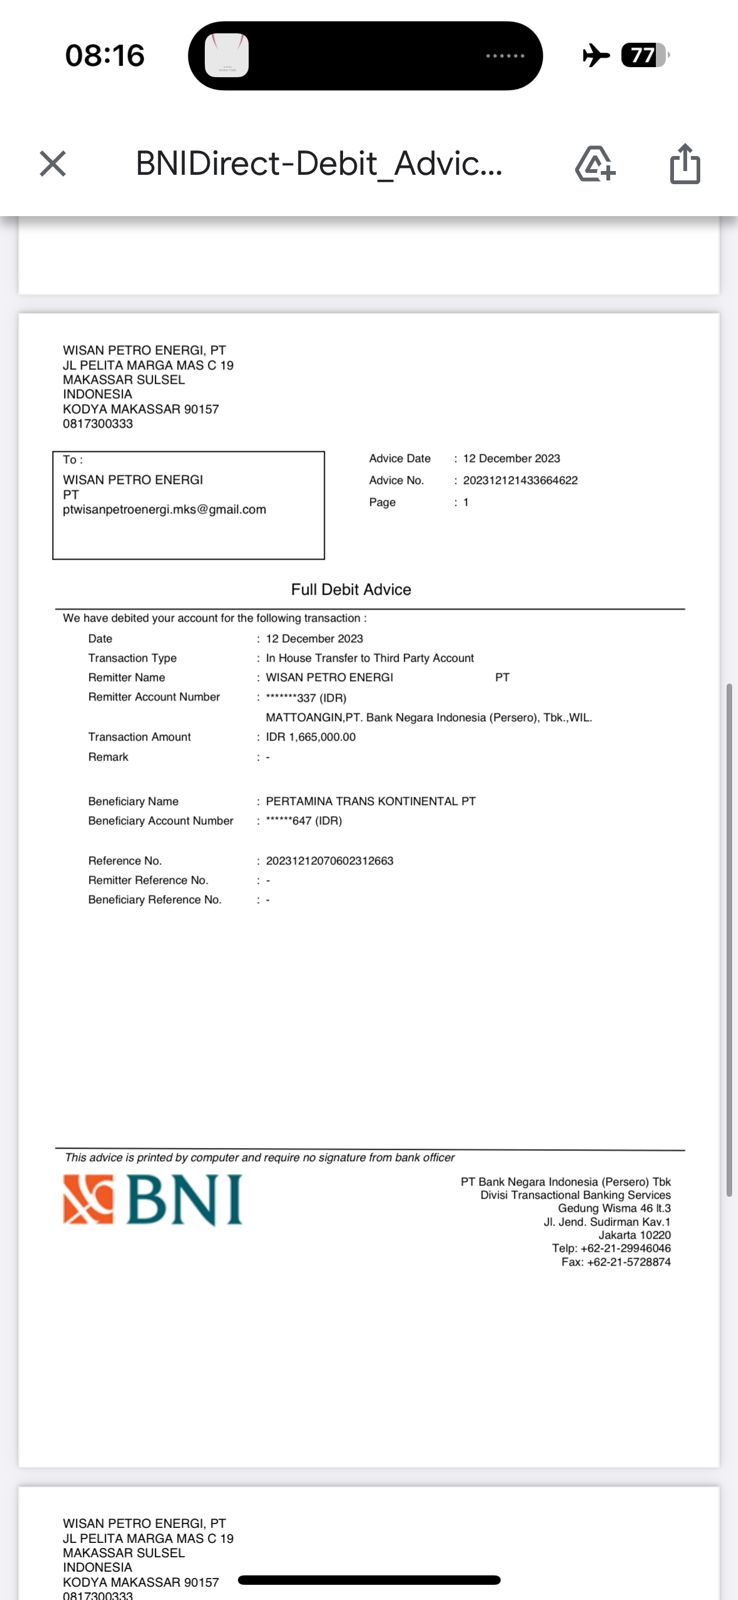 08:16
77
BNIDirect-Debit_Advic...
WISAN PETRO ENERGI, PT
JL PELITA MARGA MAS C 19
MAKASSAR SULSEL
INDONESIA
KODYA MAKASSAR 90157
0817300333
To :
WISAN PETRO ENERGI
PT
ptwisanpetroenergi.mks@gmail.com
Advice Date : 12 December 2023
Advice No. : 202312121433664622
Page : 1
Full Debit Advice
We have debited your account for the following transaction :
Date : 12 December 2023
Transaction Type : In House Transfer to Third Party Account
Remitter Name : WISAN PETRO ENERGI PT
Remitter Account Number : *******337 (IDR)
MATTOANGIN,PT. Bank Negara Indonesia (Persero), Tbk.,WIL.
Transaction Amount : IDR 1,665,000.00
Remark : -
Beneficiary Name : PERTAMINA TRANS KONTINENTAL PT
Beneficiary Account Number : ******647 (IDR)
Reference No. : 20231212070602312663
Remitter Reference No. : -
Beneficiary Reference No. : -
This advice is printed by computer and require no signature from bank officer
BNI
PT Bank Negara Indonesia (Persero) Tbk
Divisi Transactional Banking Services
Gedung Wisma 46 lt.3
Jl. Jend. Sudirman Kav.1
Jakarta 10220
Telp: +62-21-29946046
Fax: +62-21-5728874
WISAN PETRO ENERGI, PT
JL PELITA MARGA MAS C 19
MAKASSAR SULSEL
INDONESIA
KODYA MAKASSAR 90157
0817300333